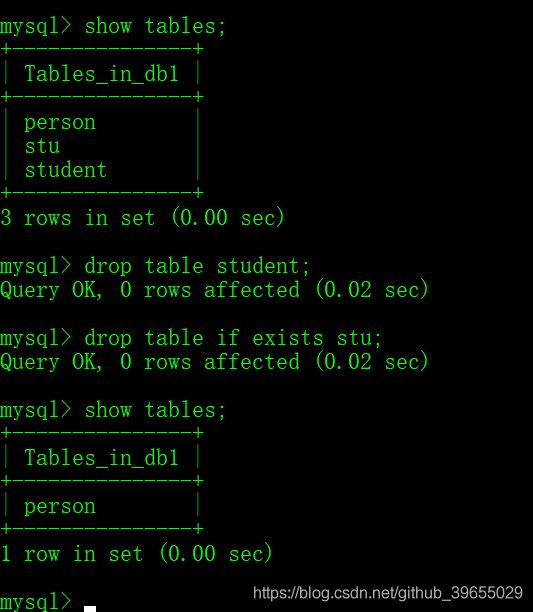 mysql> show tables;
+---------------+
| Tables_in_db1 |
+---------------+
| person        |
| stu           |
| student       |
+---------------+
3 rows in set (0.00 sec)
mysql> drop table student;
Query OK, 0 rows affected (0.02 sec)
mysql> drop table if exists stu;
Query OK, 0 rows affected (0.02 sec)
mysql> show tables;
+---------------+
| Tables_in_db1 |
+---------------+
| person        |
+---------------+
1 row in set (0.00 sec)
mysql>
https://blog.csdn.net/github_39655029